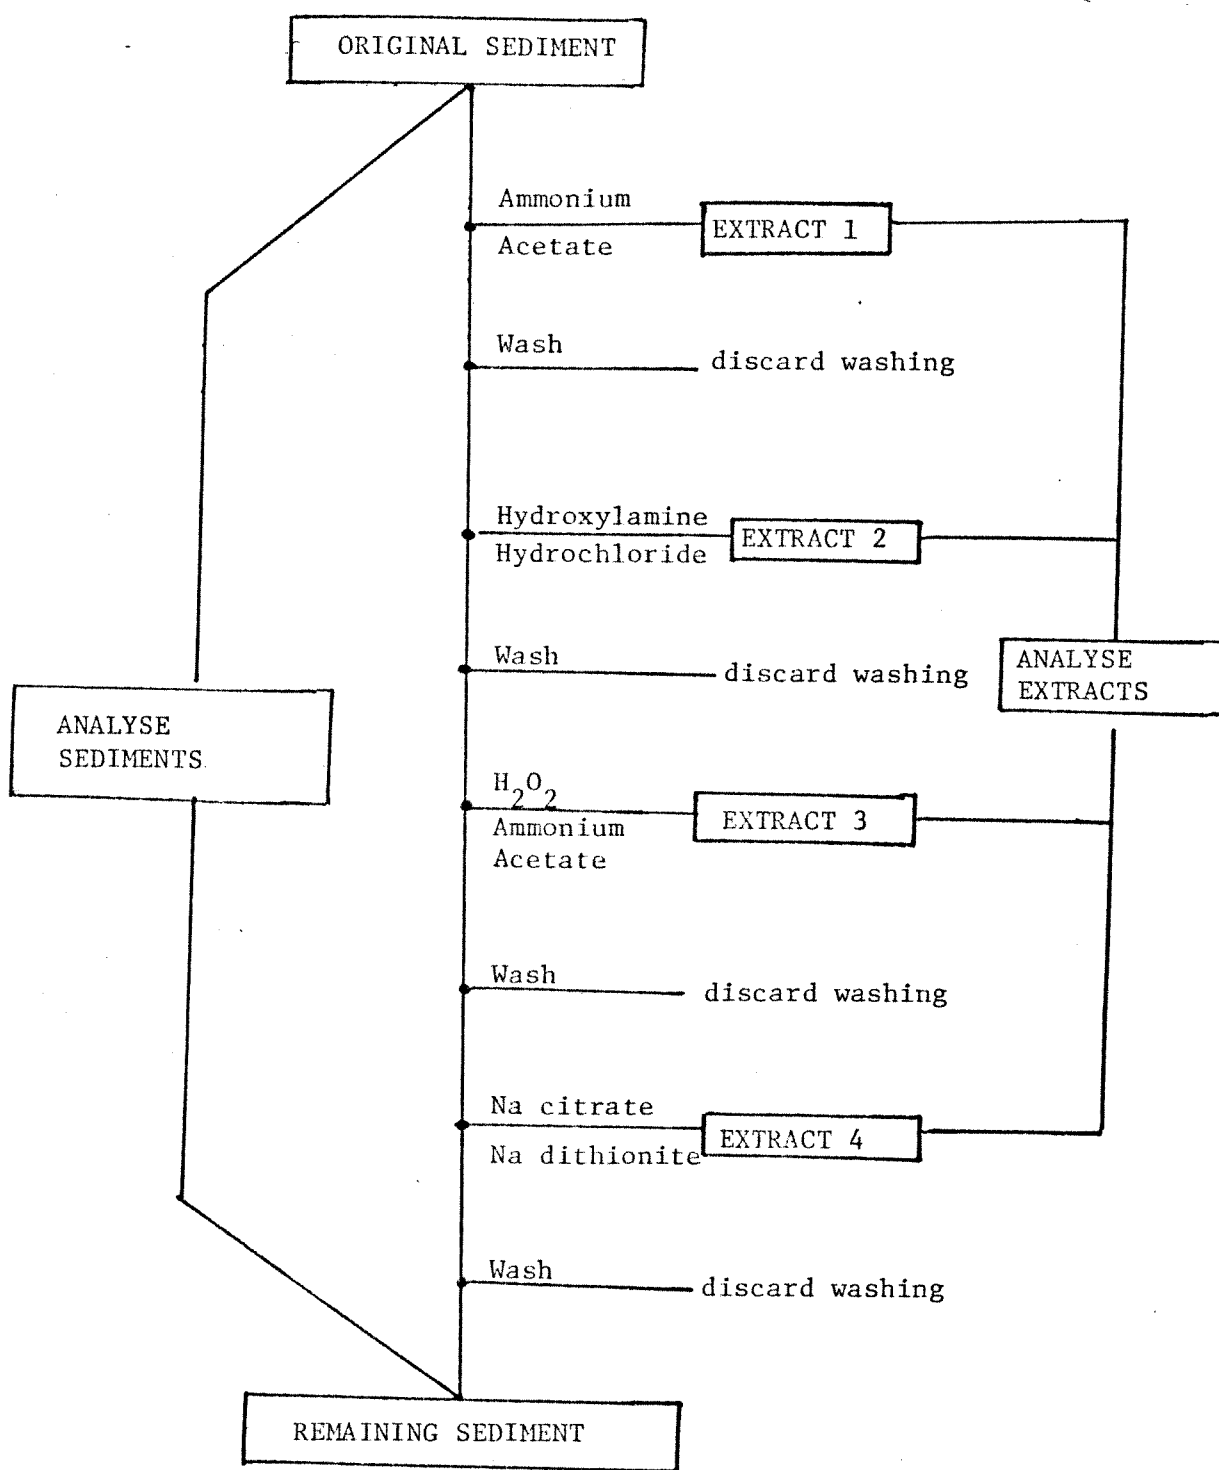 ORIGINAL SEDIMENT
Ammonium
Acetate
EXTRACT 1
Wash
discard washing
Hydroxylamine
Hydrochloride
EXTRACT 2
Wash
discard washing
ANALYSE
EXTRACTS
ANALYSE
SEDIMENTS
H2O2
Ammonium
Acetate
EXTRACT 3
Wash
discard washing
Na citrate
Na dithionite
EXTRACT 4
Wash
discard washing
REMAINING SEDIMENT